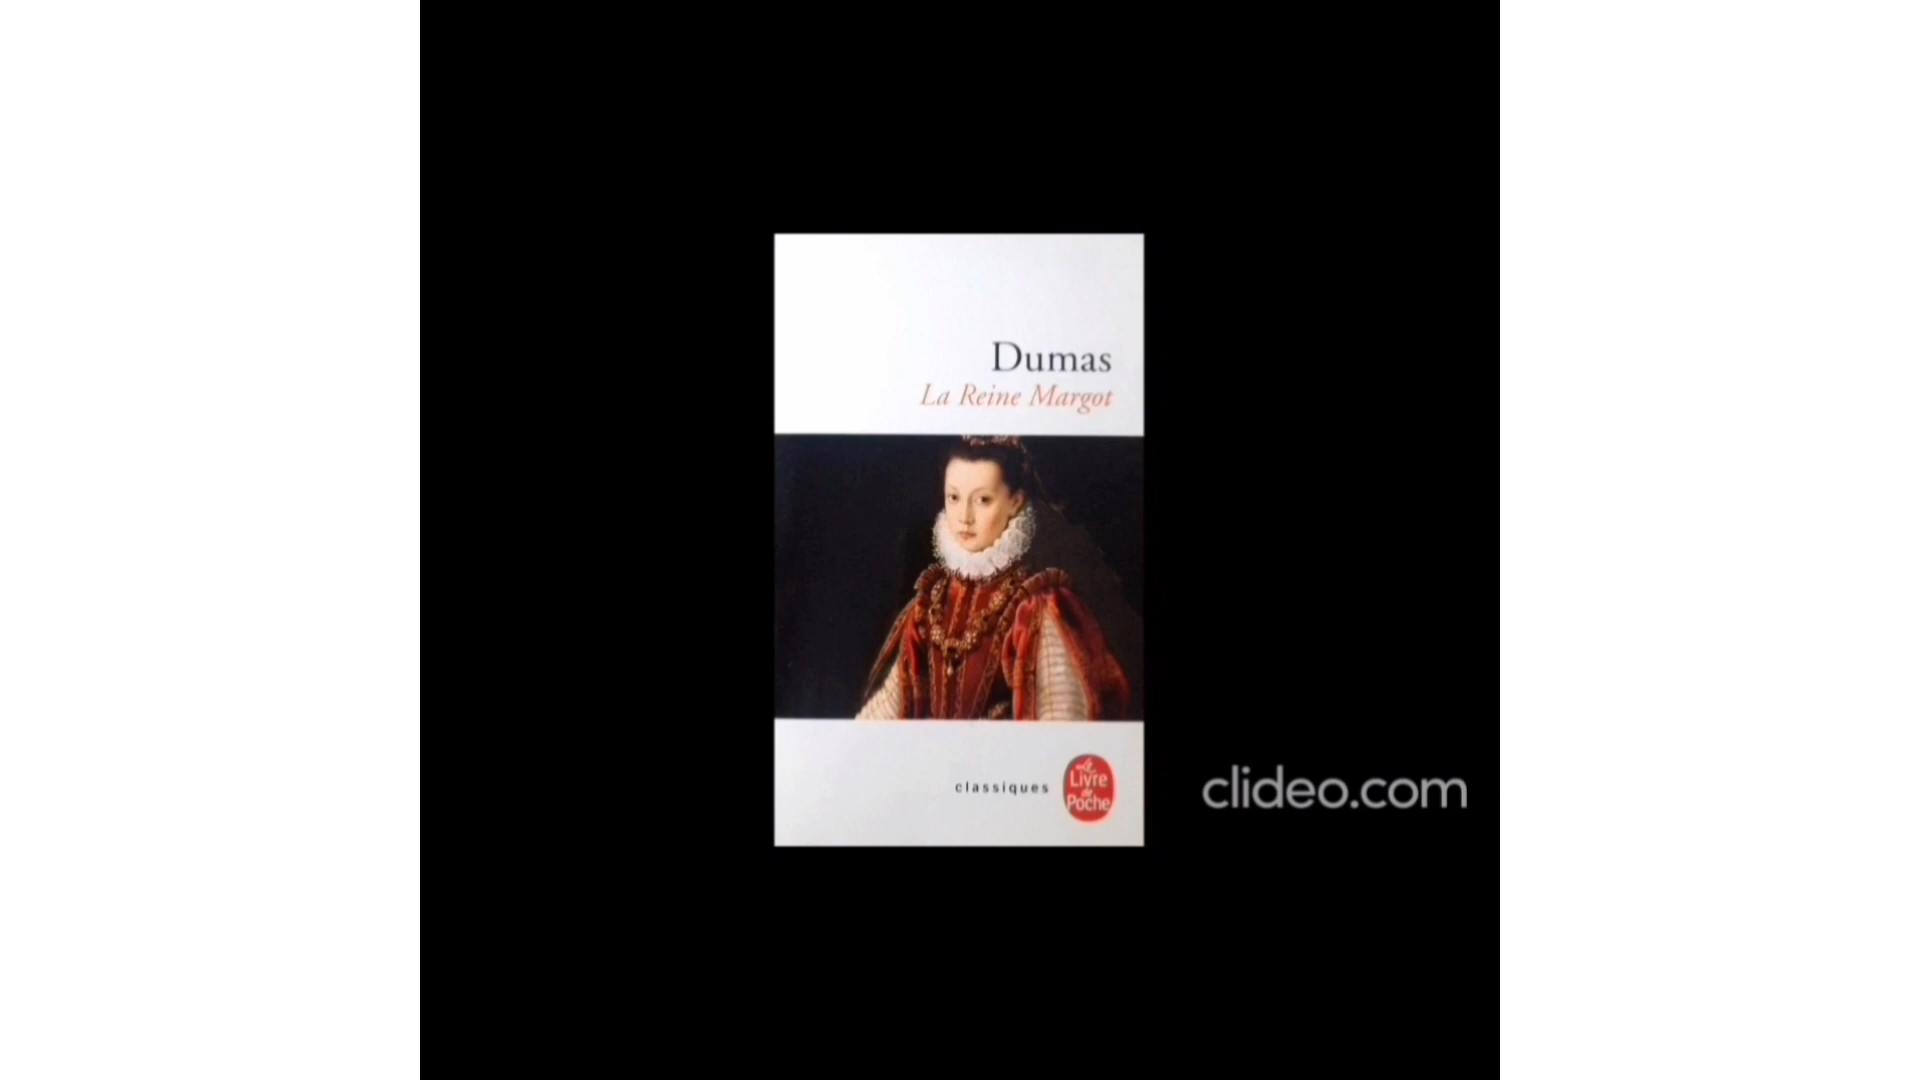 Dumas
La Reine Margot
classiques
Le
Livre
de
Poche
clideo.com